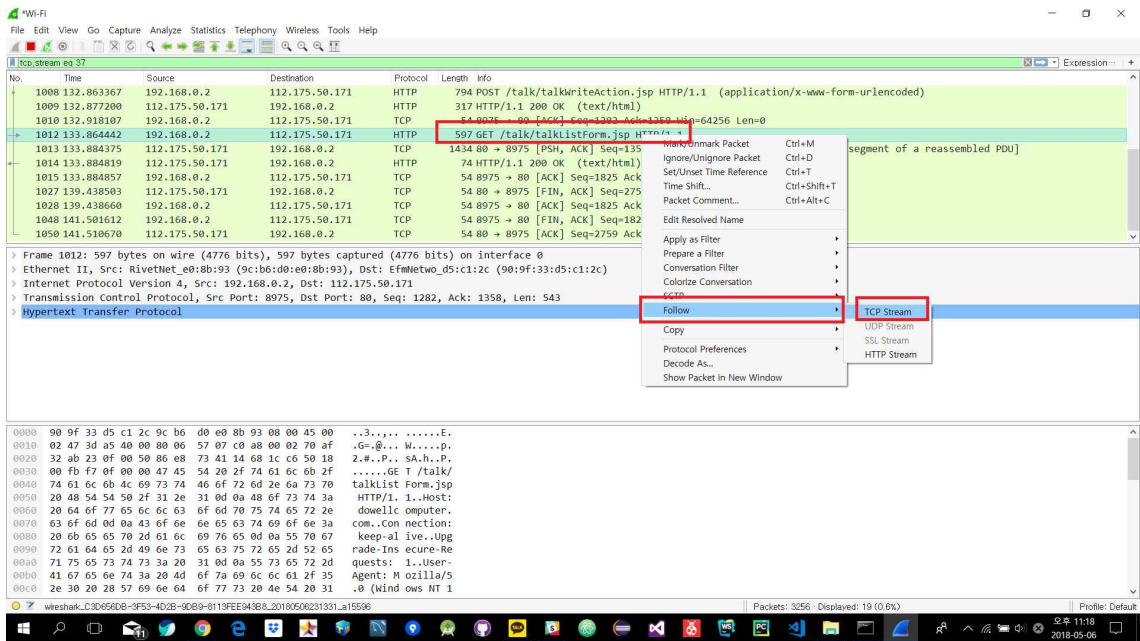 *Wi-Fi
File Edit View Go Capture Analyze Statistics Telephony Wireless Tools Help
tcp,stream eq 37
Expression…
No. Time Source Destination Protocol Length Info
1008 132.863367 192.168.0.2 112.175.50.171 HTTP 794 POST /talk/talkWriteAction.jsp HTTP/1.1 (application/x-www-form-urlencoded)
1009 132.877200 112.175.50.171 192.168.0.2 HTTP 317 HTTP/1.1 200 OK (text/html)
1010 132.918107 192.168.0.2 112.175.50.171 TCP 54 8975 → 80 [ACK] Seq=1282 Ack=1358 Win=64256 Len=0
1012 133.864442 192.168.0.2 112.175.50.171 HTTP 597 GET /talk/talkListForm.jsp HTTP/1.1
1013 133.884375 112.175.50.171 192.168.0.2 TCP 1434 80 → 8975 [PSH, ACK] Seq=135 segment of a reassembled PDU]
1014 133.884819 112.175.50.171 192.168.0.2 HTTP 74 HTTP/1.1 200 OK (text/html)
1015 133.884857 192.168.0.2 112.175.50.171 TCP 54 8975 → 80 [ACK] Seq=1825 Ack
1027 139.438503 112.175.50.171 192.168.0.2 TCP 54 80 → 8975 [FIN, ACK] Seq=275
1028 139.438660 192.168.0.2 112.175.50.171 TCP 54 8975 → 80 [ACK] Seq=1825 Ack
1048 141.501612 192.168.0.2 112.175.50.171 TCP 54 8975 → 80 [FIN, ACK] Seq=182
1050 141.510670 112.175.50.171 192.168.0.2 TCP 54 80 → 8975 [ACK] Seq=2759 Ack
Mark/Unmark Packet Ctrl+M
Ignore/Unignore Packet Ctrl+D
Set/Unset Time Reference Ctrl+T
Time Shift... Ctrl+Shift+T
Packet Comment... Ctrl+Alt+C
Edit Resolved Name
Apply as Filter
Prepare a Filter
Conversation Filter
Colorize Conversation
SCTP
Follow
Copy
Protocol Preferences
Decode As...
Show Packet in New Window
TCP Stream
UDP Stream
SSL Stream
HTTP Stream
Frame 1012: 597 bytes on wire (4776 bits), 597 bytes captured (4776 bits) on interface 0
Ethernet II, Src: RivetNet_e0:8b:93 (9c:b6:d0:e0:8b:93), Dst: EfmNetwo_d5:c1:2c (90:9f:33:d5:c1:2c)
Internet Protocol Version 4, Src: 192.168.0.2, Dst: 112.175.50.171
Transmission Control Protocol, Src Port: 8975, Dst Port: 80, Seq: 1282, Ack: 1358, Len: 543
Hypertext Transfer Protocol
0000 90 9f 33 d5 c1 2c 9c b6 d0 e0 8b 93 08 00 45 00 ..3..,.. ......E.
0010 02 47 3d a5 40 00 80 06 57 07 c0 a8 00 02 70 af .G=.@... W.....p.
0020 32 ab 23 0f 00 50 86 e8 73 41 14 68 1c c6 50 18 2.#..P.. sA.h..P.
0030 00 fb f7 0f 00 00 47 45 54 20 2f 74 61 6c 6b 2f ......GE T /talk/
0040 74 61 6c 6b 4c 69 73 74 46 6f 72 6d 2e 6a 73 70 talkList Form.jsp
0050 20 48 54 54 50 2f 31 2e 31 0d 0a 48 6f 73 74 3a HTTP/1. 1..Host:
0060 20 64 6f 77 65 6c 6c 63 6f 6d 70 75 74 65 72 2e dowellc omputer.
0070 63 6f 6d 0d 0a 43 6f 6e 6e 65 63 74 69 6f 6e 3a com..Con nection:
0080 20 6b 65 65 70 2d 61 6c 69 76 65 0d 0a 55 70 67 keep-al ive..Upg
0090 72 61 64 65 2d 49 6e 73 65 63 75 72 65 2d 52 65 rade-Ins ecure-Re
00a0 71 75 65 73 74 73 3a 20 31 0d 0a 55 73 65 72 2d quests: 1..User-
00b0 41 67 65 6e 74 3a 20 4d 6f 7a 69 6c 6c 61 2f 35 Agent: M ozilla/5
00c0 2e 30 20 28 57 69 6e 64 6f 77 73 20 4e 54 20 31 .0 (Wind ows NT 1
wireshark_C3D656DB-3F53-4D2B-9DB9-6113FEE943B8_20180506231331_a15596 Packets: 3256 · Displayed: 19 (0,6%) Profile: Default
오후 11:18
2018-05-06